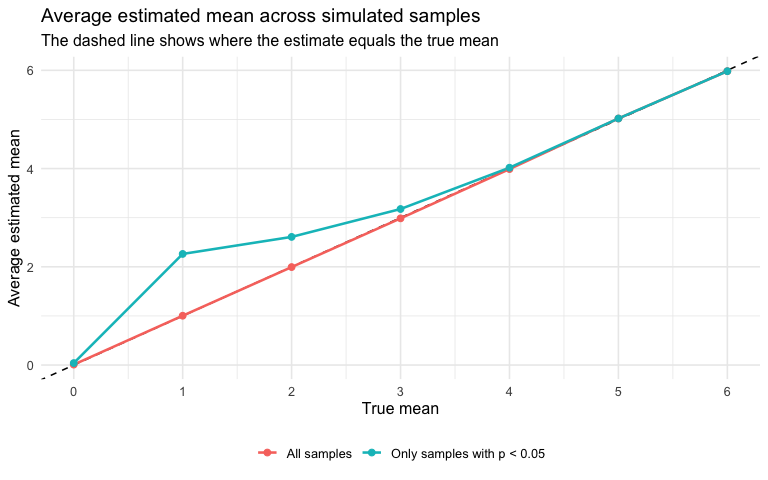 Average estimated mean across simulated samples
The dashed line shows where the estimate equals the true mean
Average estimated mean
6
4
2
0
0 1 2 3 4 5 6
True mean
All samples Only samples with p < 0.05